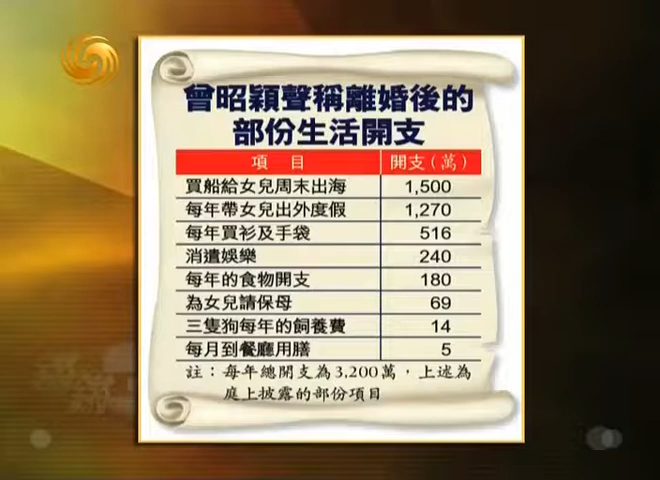 曾昭穎聲稱離婚後的
部份生活開支
項 目 開支(萬)
買船給女兒周末出海 1,500
每年帶女兒出外度假 1,270
每年買衫及手袋 516
消遣娛樂 240
每年的食物開支 180
為女兒請保母 69
三隻狗每年的飼養費 14
每月到餐廳用膳 5
註：每年總開支為3,200萬，上述為
庭上披露的部份項目